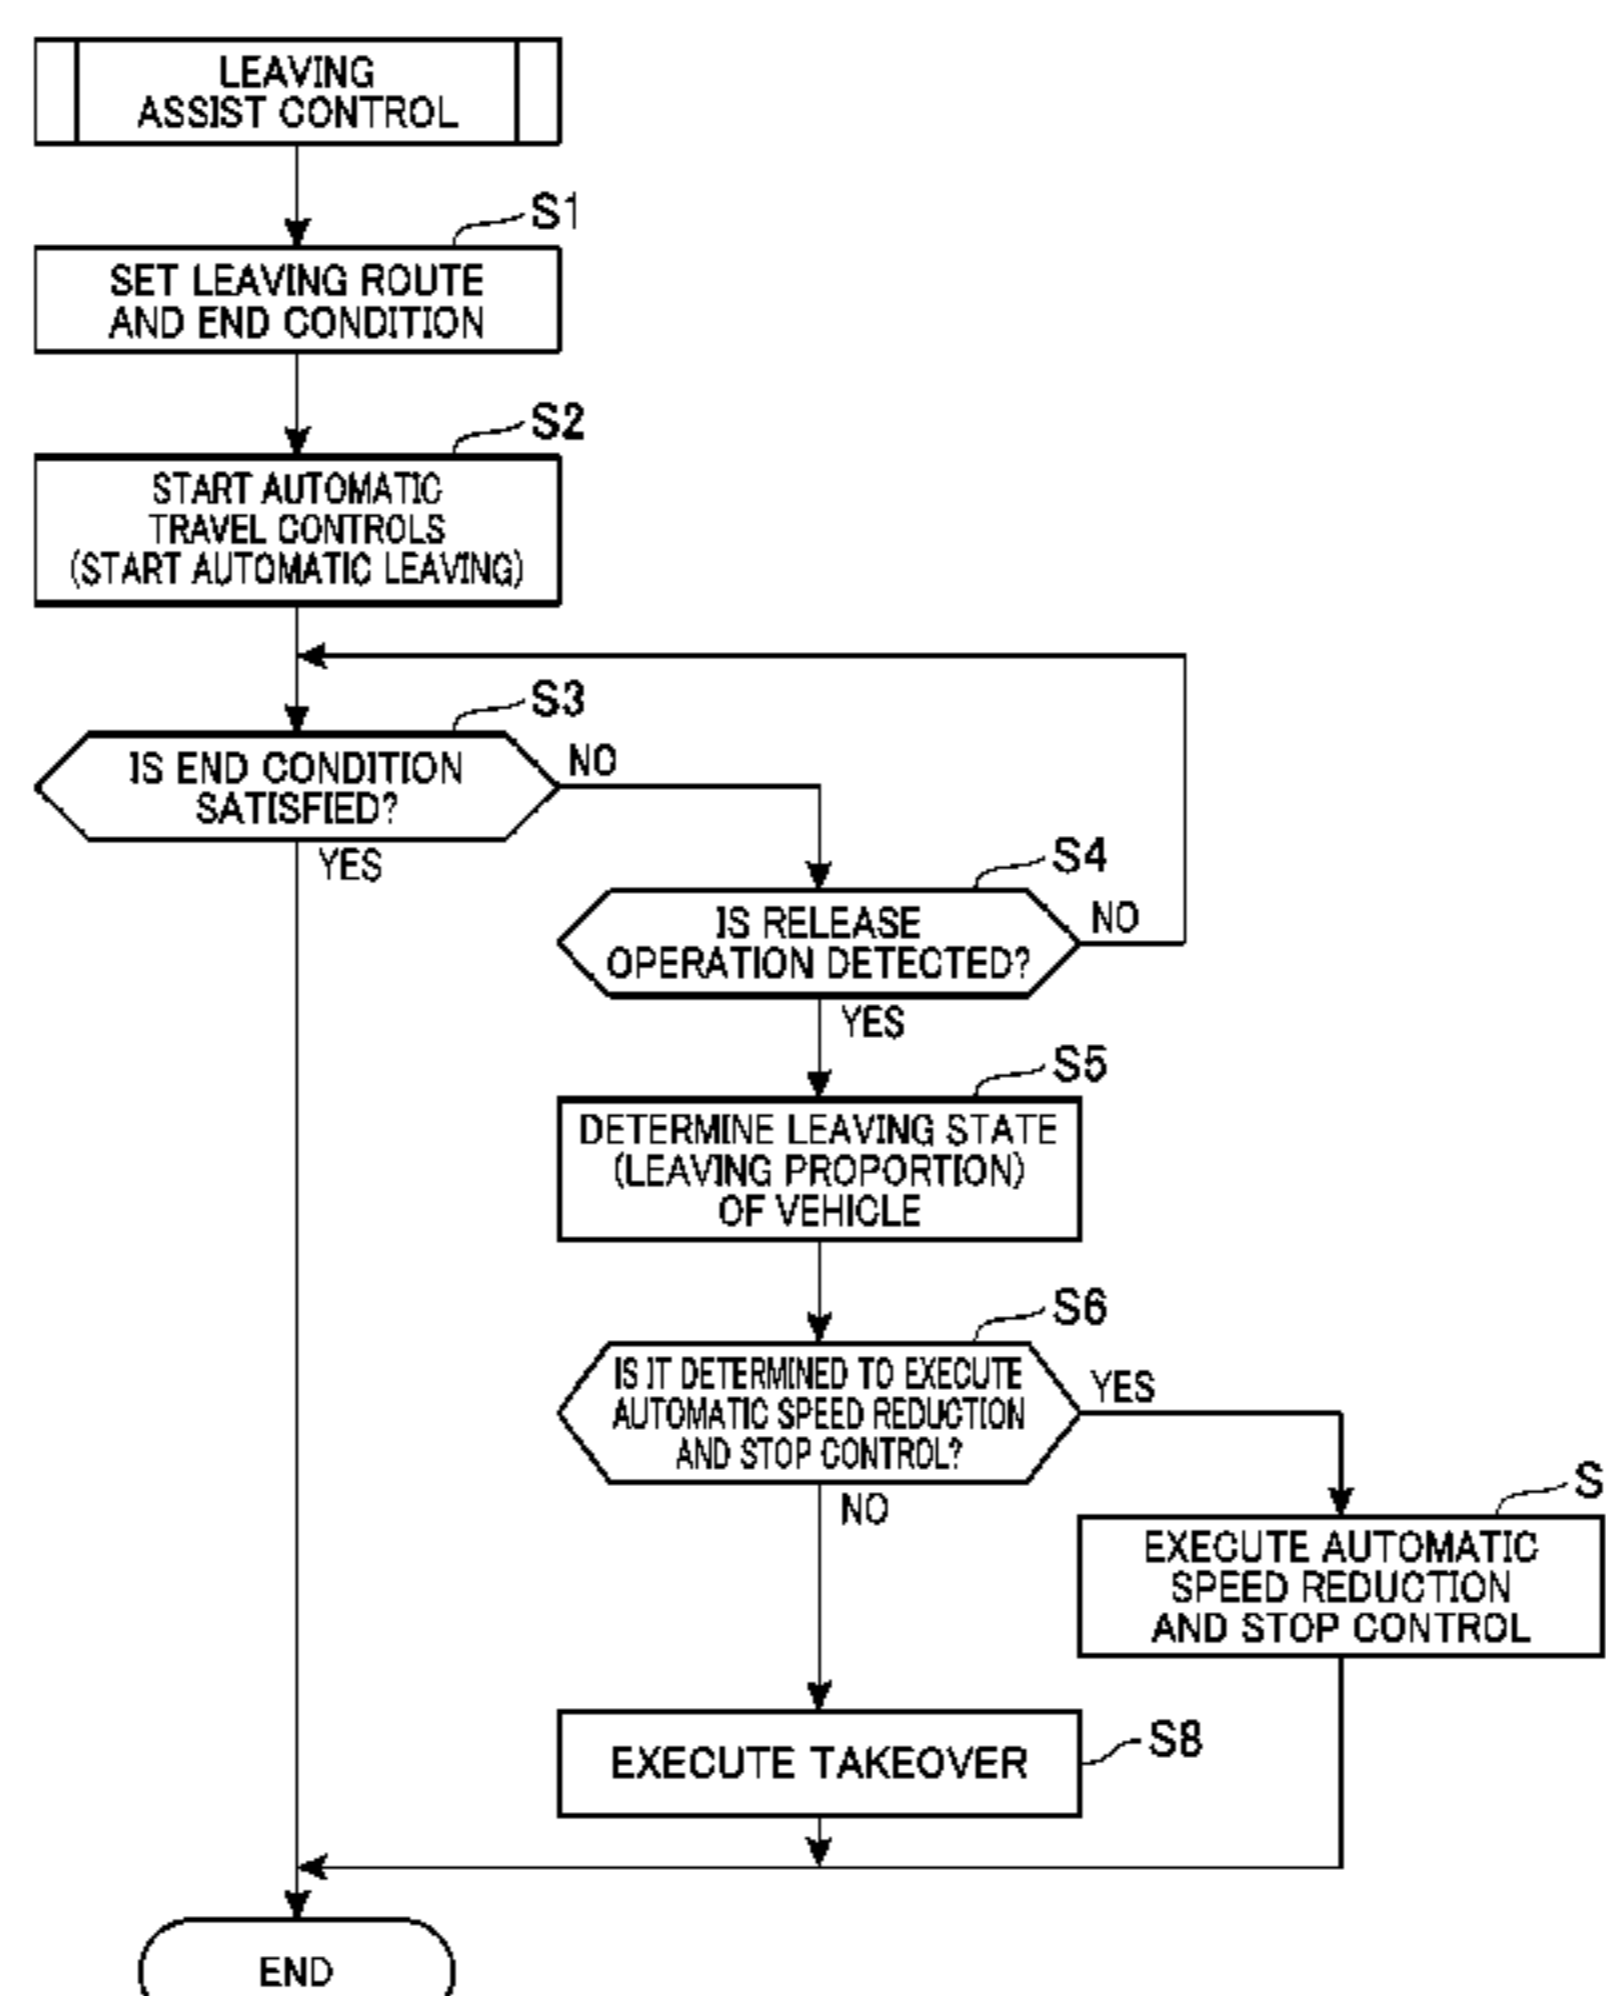 LEAVING
ASSIST CONTROL
S1
SET LEAVING ROUTE
AND END CONDITION
S2
START AUTOMATIC
TRAVEL CONTROLS
(START AUTOMATIC LEAVING)
S3
IS END CONDITION
SATISFIED?
NO
YES
S4
IS RELEASE
OPERATION DETECTED?
NO
YES
S5
DETERMINE LEAVING STATE
(LEAVING PROPORTION)
OF VEHICLE
S6
IS IT DETERMINED TO EXECUTE
AUTOMATIC SPEED REDUCTION
AND STOP CONTROL?
YES
NO
S
EXECUTE AUTOMATIC
SPEED REDUCTION
AND STOP CONTROL
EXECUTE TAKEOVER
S8
END